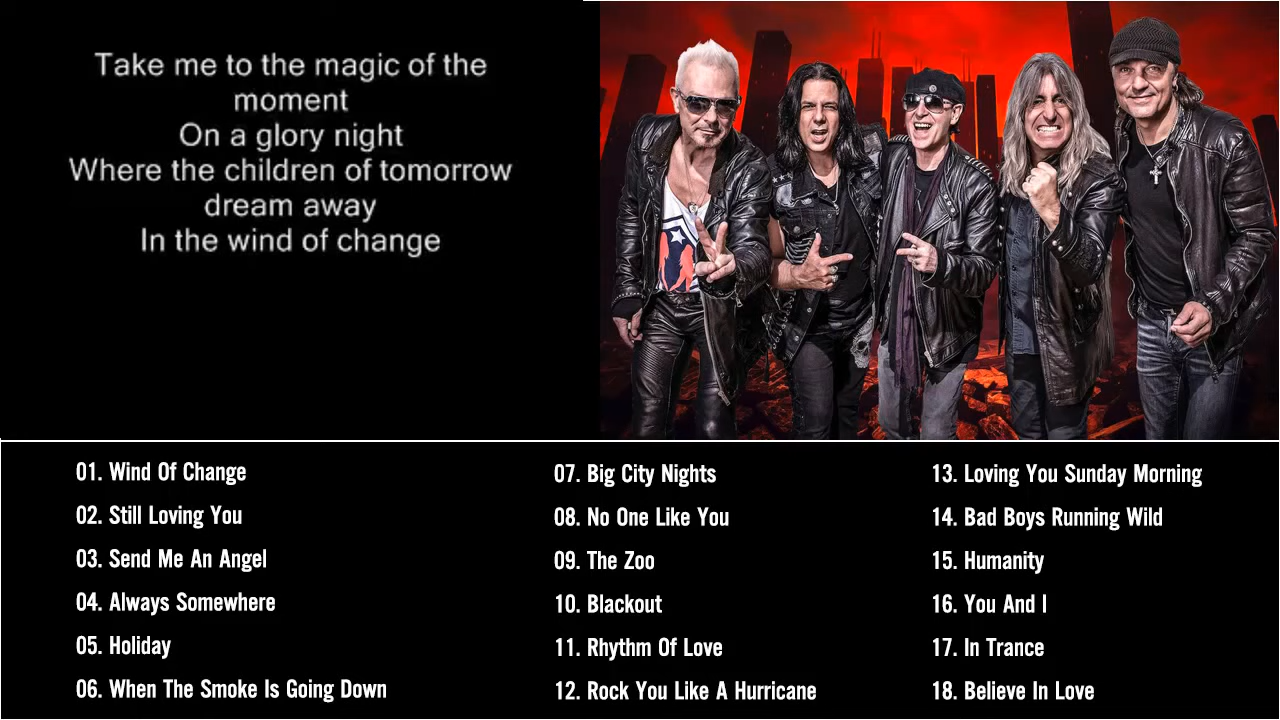 Take me to the magic of the
moment
On a glory night
Where the children of tomorrow
dream away
In the wind of change
01. Wind Of Change
02. Still Loving You
03. Send Me An Angel
04. Always Somewhere
05. Holiday
06. When The Smoke Is Going Down
07. Big City Nights
08. No One Like You
09. The Zoo
10. Blackout
11. Rhythm Of Love
12. Rock You Like A Hurricane
13. Loving You Sunday Morning
14. Bad Boys Running Wild
15. Humanity
16. You And I
17. In Trance
18. Believe In Love